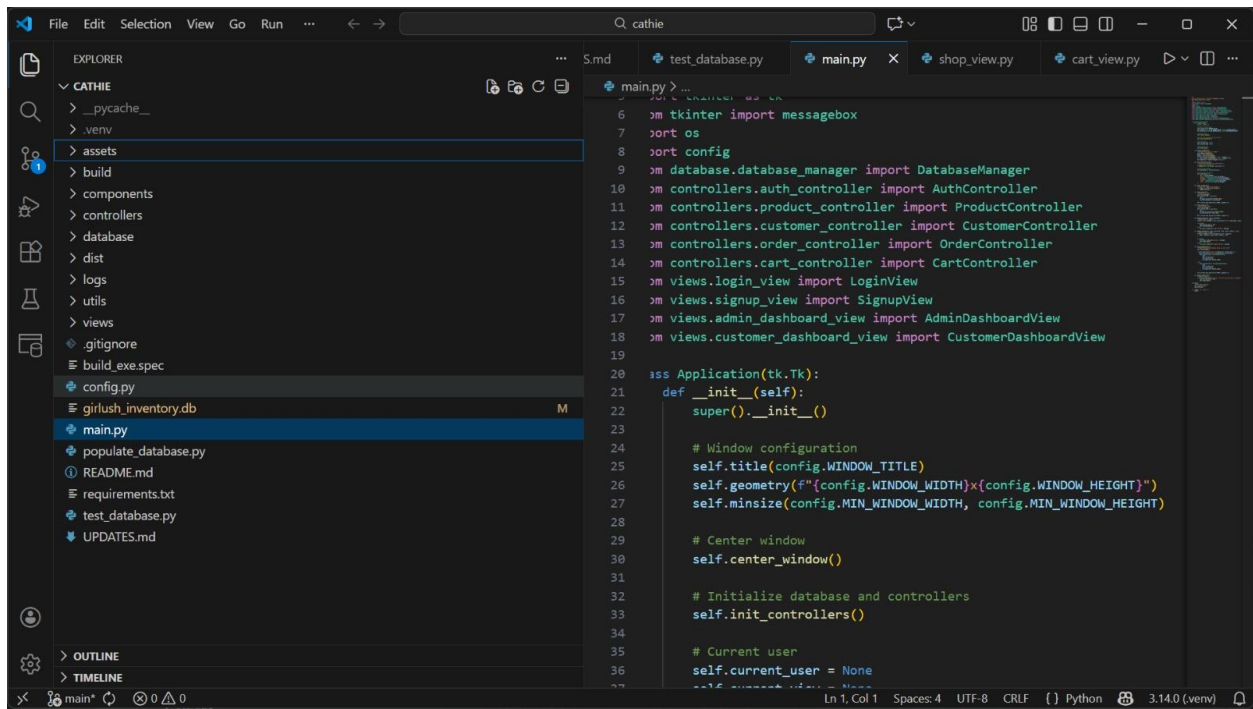 File Edit Selection View Go Run ... cathie
EXPLORER ...
CATHIE
__pycache__
.venv
assets
build
components
controllers
database
dist
logs
utils
views
.gitignore
build_exe.spec
config.py
girlush_inventory.db M
main.py
populate_database.py
README.md
requirements.txt
test_database.py
UPDATES.md
OUTLINE
TIMELINE
1
S.md test_database.py main.py shop_view.py cart_view.py
main.py > ...
6 om tkinter import messagebox
7 port os
8 port config
9 om database.database_manager import DatabaseManager
10 om controllers.auth_controller import AuthController
11 om controllers.product_controller import ProductController
12 om controllers.customer_controller import CustomerController
13 om controllers.order_controller import OrderController
14 om controllers.cart_controller import CartController
15 om views.login_view import LoginView
16 om views.signup_view import SignupView
17 om views.admin_dashboard_view import AdminDashboardView
18 om views.customer_dashboard_view import CustomerDashboardView
19
20 ass Application(tk.Tk):
21 def __init__(self):
22 super().__init__()
23
24 # Window configuration
25 self.title(config.WINDOW_TITLE)
26 self.geometry(f"{config.WINDOW_WIDTH}x{config.WINDOW_HEIGHT}")
27 self.minsize(config.MIN_WINDOW_WIDTH, config.MIN_WINDOW_HEIGHT)
28
29 # Center window
30 self.center_window()
31
32 # Initialize database and controllers
33 self.init_controllers()
34
35 # Current user
36 self.current_user = None
main* 0 0 Ln 1, Col 1 Spaces: 4 UTF-8 CRLF {} Python 3.14.0 (.venv)